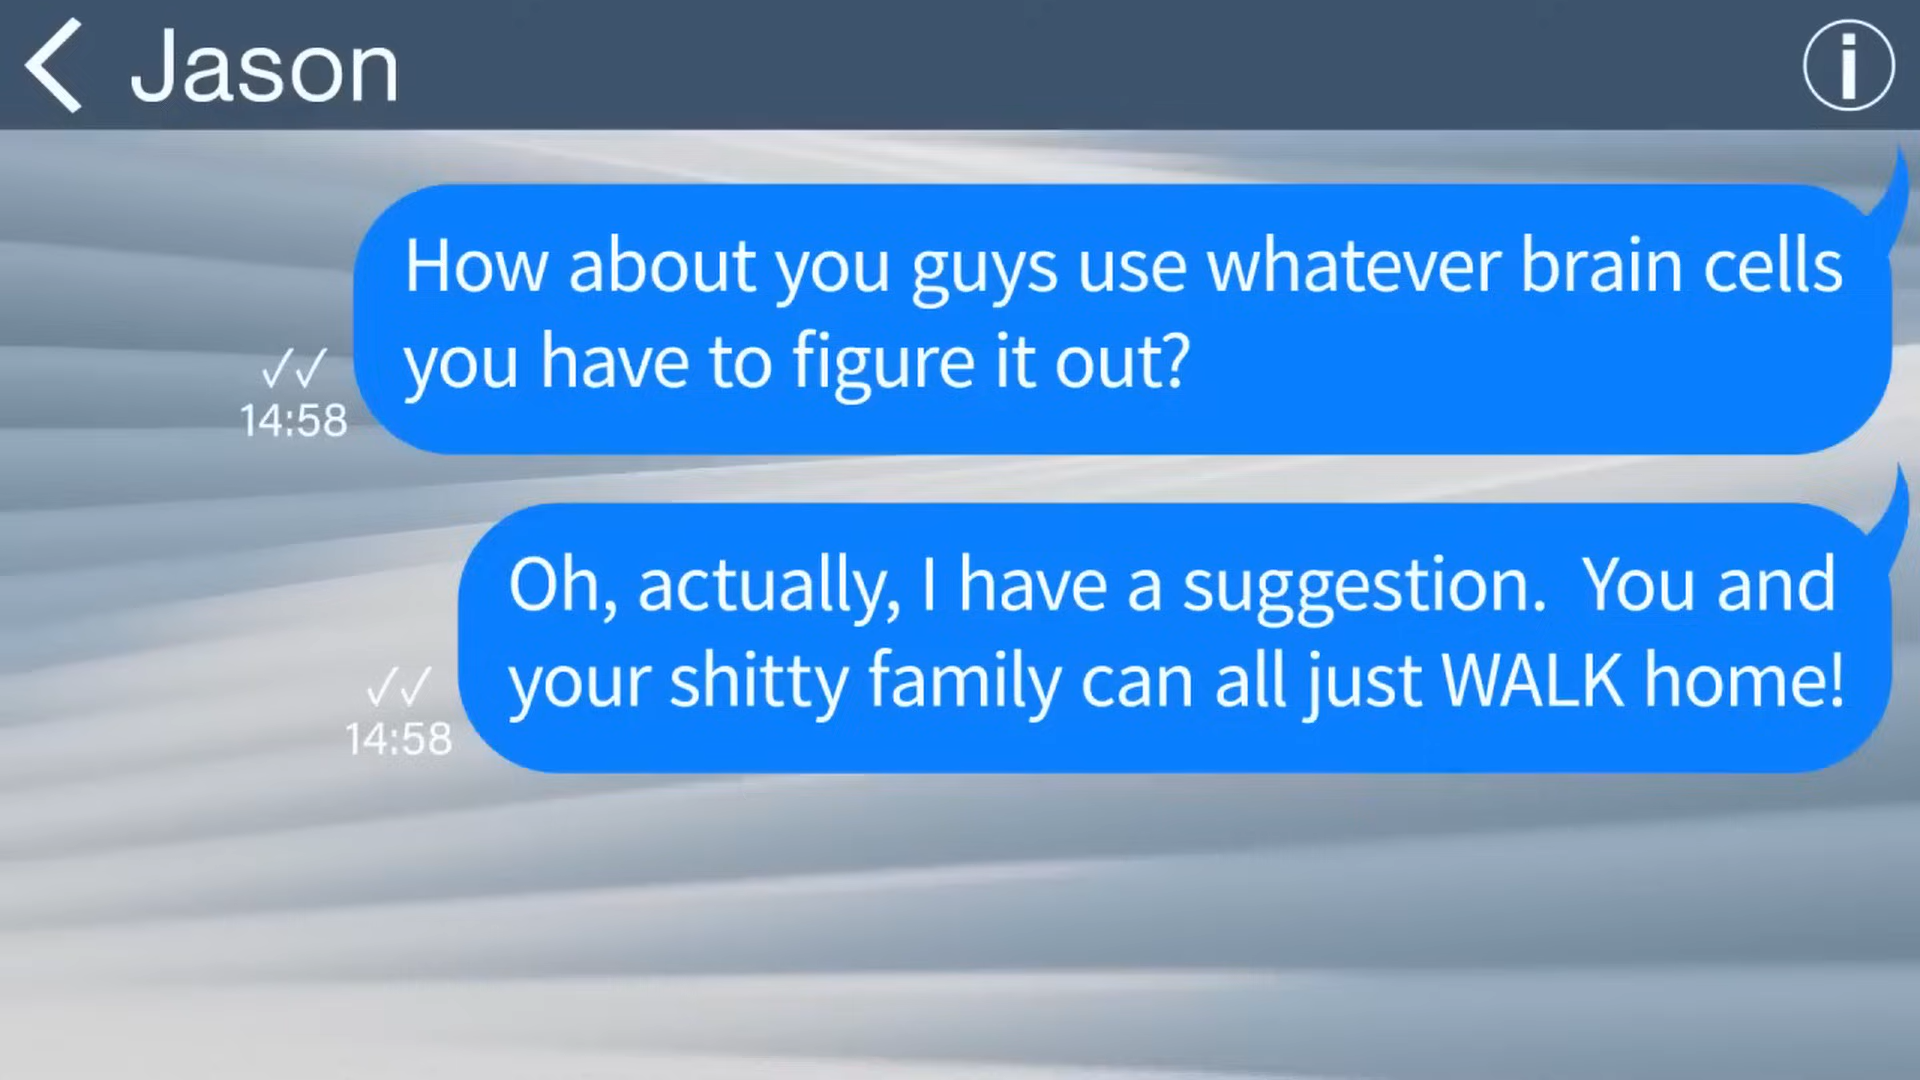 Jason
How about you guys use whatever brain cells
you have to figure it out?
✓✓
14:58
Oh, actually, I have a suggestion.  You and
your shitty family can all just WALK home!
✓✓
14:58